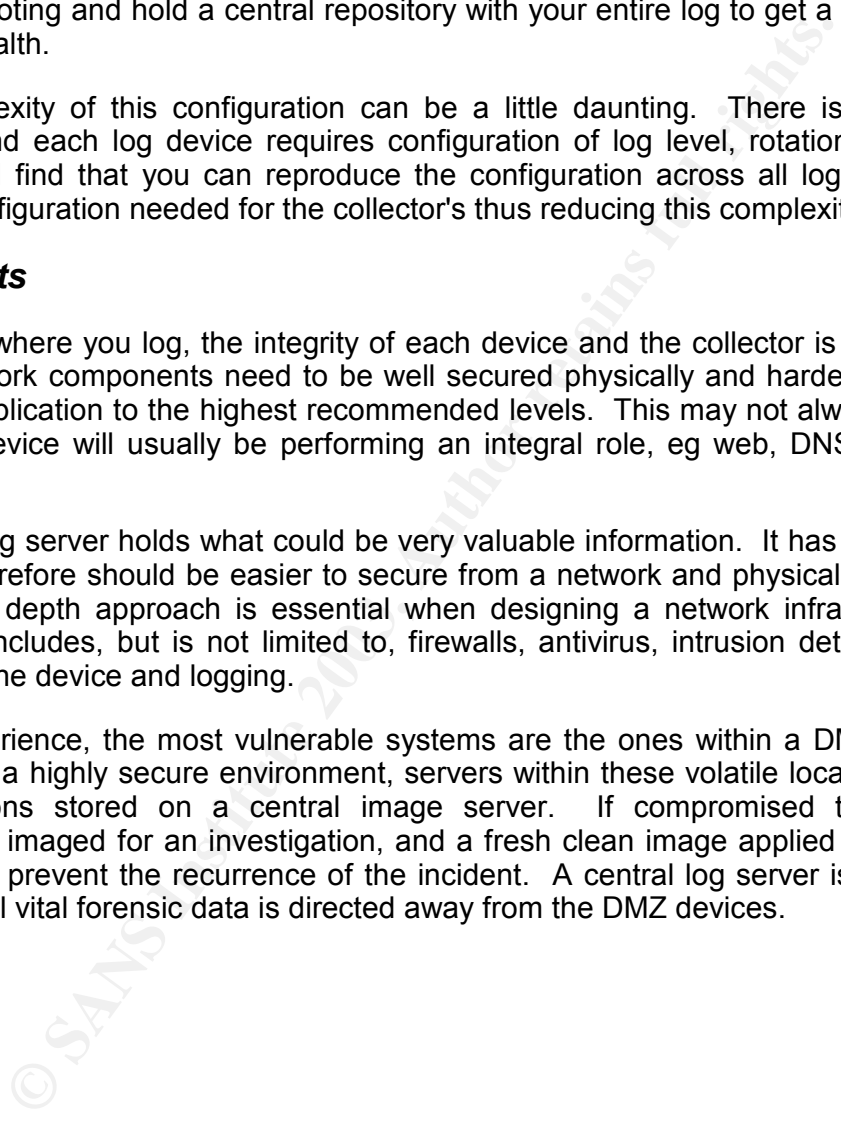 oting and hold a central repository with your entire log to get a
alth.
exity of this configuration can be a little daunting. There is
nd each log device requires configuration of log level, rotation
find that you can reproduce the configuration across all log
figuration needed for the collector's thus reducing this complexit
ts
where you log, the integrity of each device and the collector is
ork components need to be well secured physically and harde
plication to the highest recommended levels. This may not alw
evice will usually be performing an integral role, eg web, DNS
g server holds what could be very valuable information. It has
refore should be easier to secure from a network and physical
depth approach is essential when designing a network infra
ncludes, but is not limited to, firewalls, antivirus, intrusion det
ne device and logging.
rience, the most vulnerable systems are the ones within a DM
a highly secure environment, servers within these volatile loca
ons stored on a central image server. If compromised t
imaged for an investigation, and a fresh clean image applied
prevent the recurrence of the incident. A central log server is
l vital forensic data is directed away from the DMZ devices.
© SANS Institute 2005, Author retains full rights.